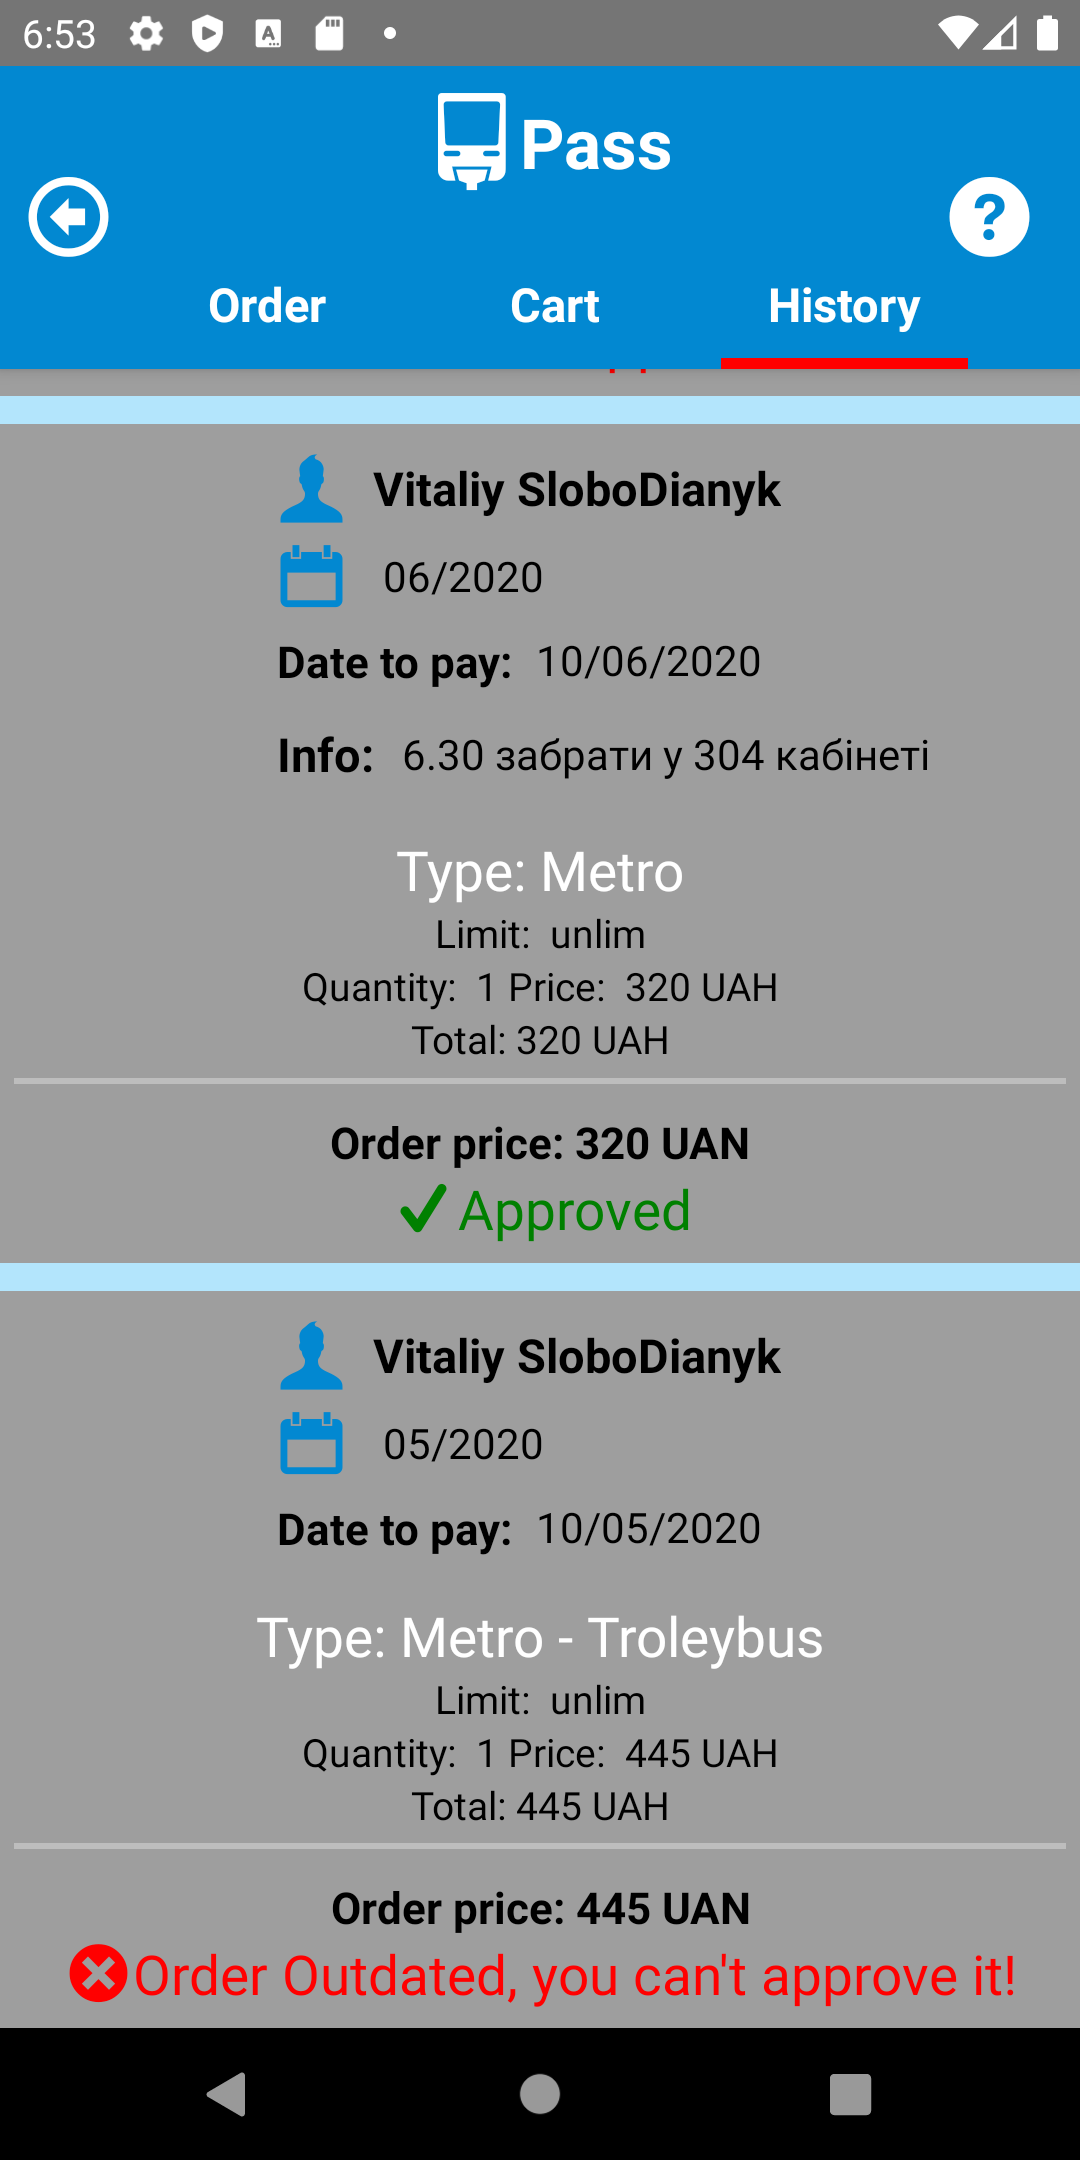 6:53
Pass
Order Cart History
Vitaliy SloboDianyk
06/2020
Date to pay: 10/06/2020
Info: 6.30 забрати у 304 кабінеті
Type: Metro
Limit: unlim
Quantity: 1 Price: 320 UAH
Total: 320 UAH
Order price: 320 UAN
Approved
Vitaliy SloboDianyk
05/2020
Date to pay: 10/05/2020
Type: Metro - Troleybus
Limit: unlim
Quantity: 1 Price: 445 UAH
Total: 445 UAH
Order price: 445 UAN
Order Outdated, you can't approve it!